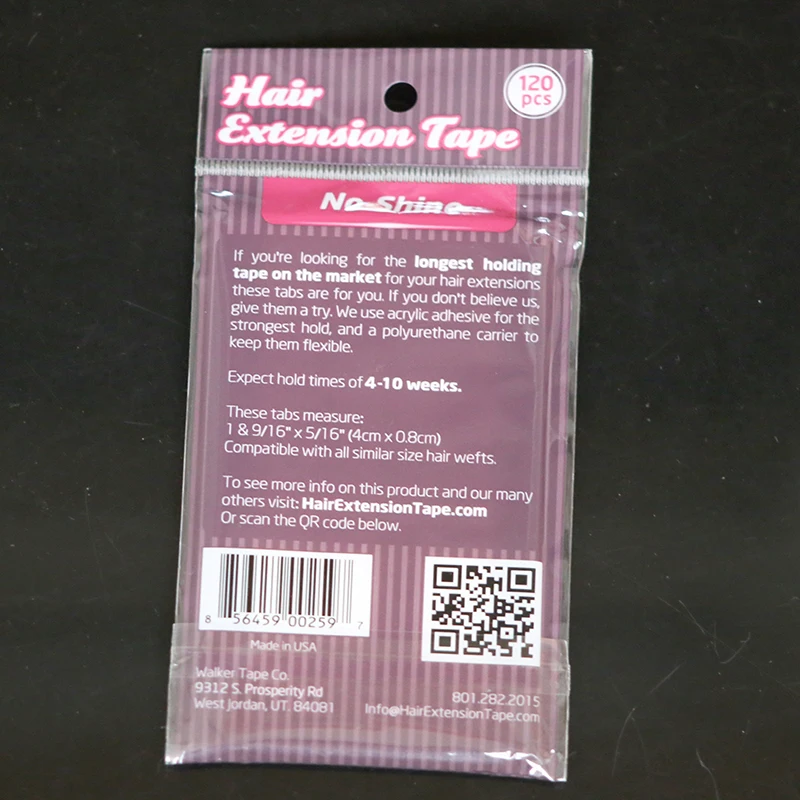 Hair
Extension Tape
120
pcs
No Shine
If you're looking for the longest holding
tape on the market for your hair extensions
these tabs are for you. If you don't believe us,
give them a try. We use acrylic adhesive for the
strongest hold, and a polyurethane carrier to
keep them flexible.
Expect hold times of 4-10 weeks.
These tabs measure:
1 & 9/16" x 5/16" (4cm x 0.8cm)
Compatible with all similar size hair wefts.
To see more info on this product and our many
others visit: HairExtensionTape.com
Or scan the QR code below.
8 56459 00259 7
Made in USA
Walker Tape Co.
9312 S. Prosperity Rd
West Jordan, UT. 84081
801.282.2015
Info@HairExtensionTape.com